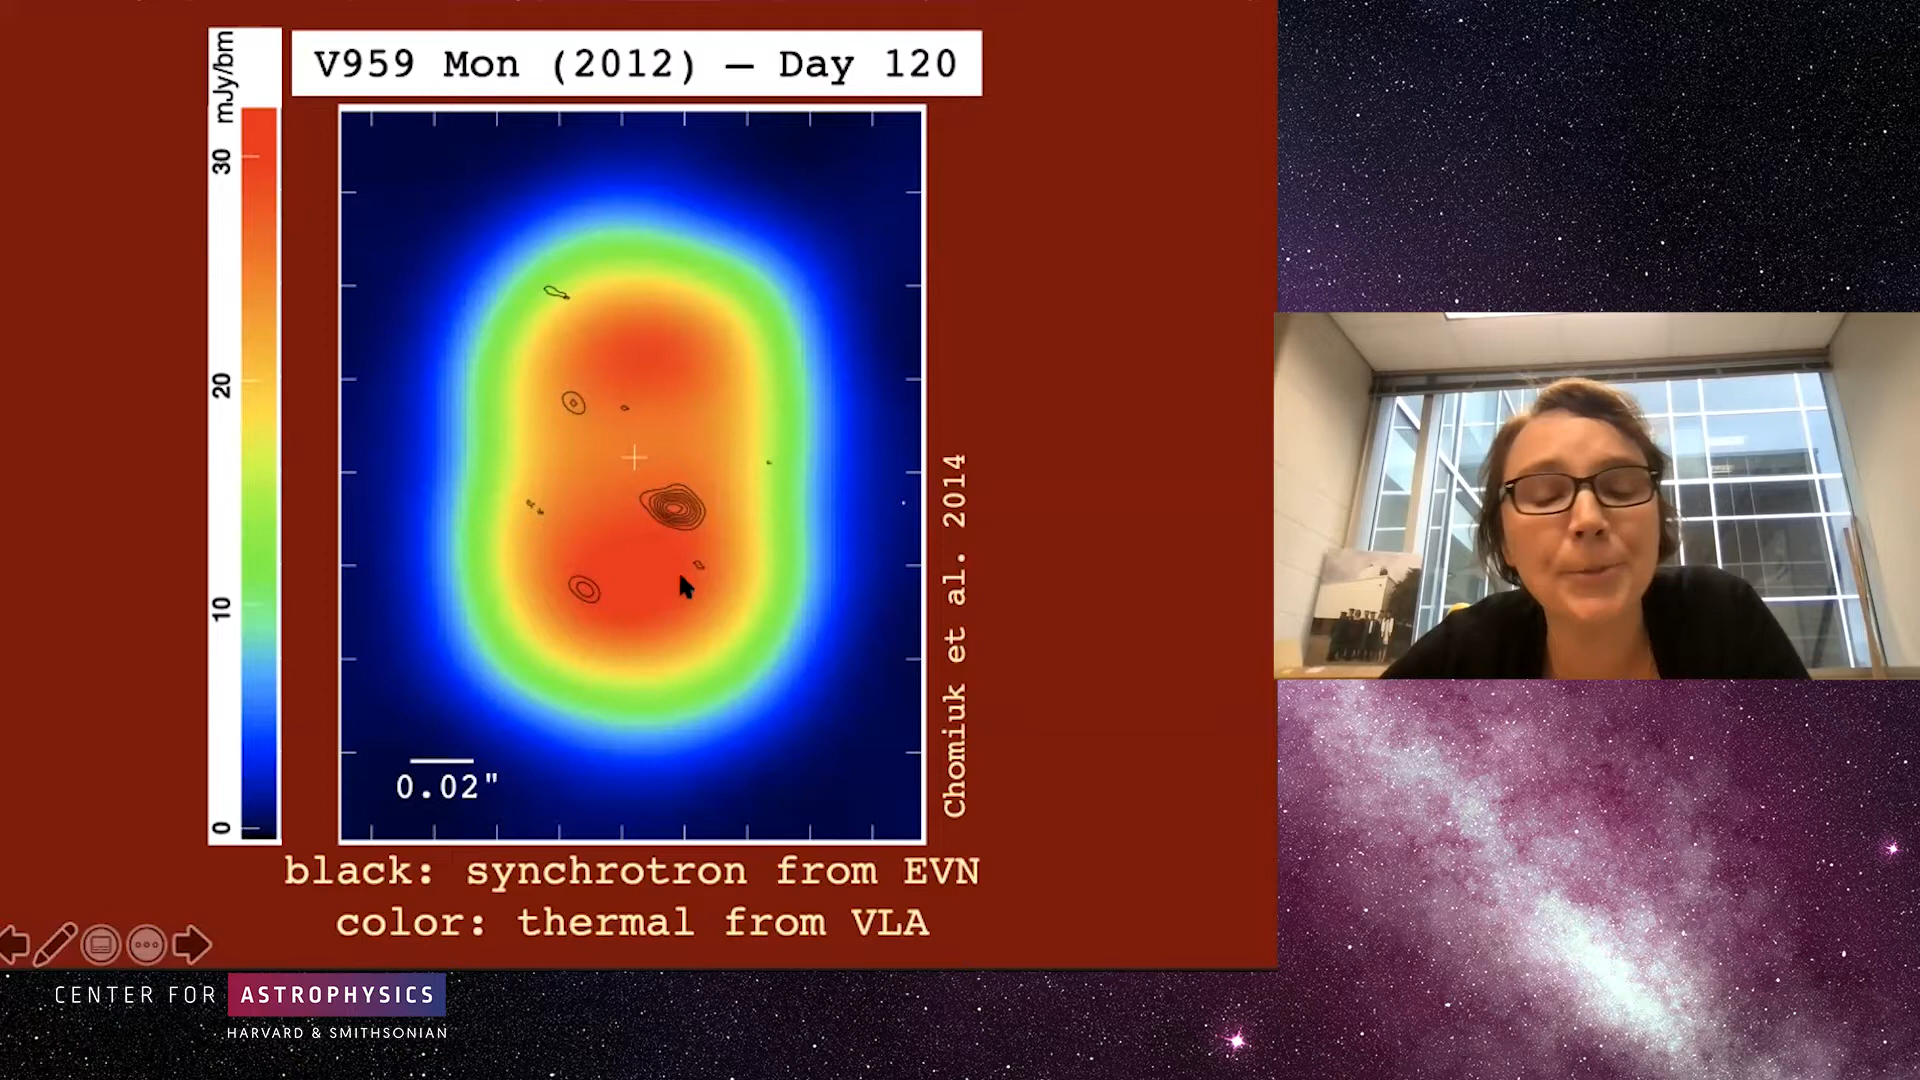 V959 Mon (2012) — Day 120
mJy/bm
30
20
10
0
0.02"
Chomiuk et al. 2014
black: synchrotron from EVN
color: thermal from VLA
CENTER FOR ASTROPHYSICS
HARVARD & SMITHSONIAN